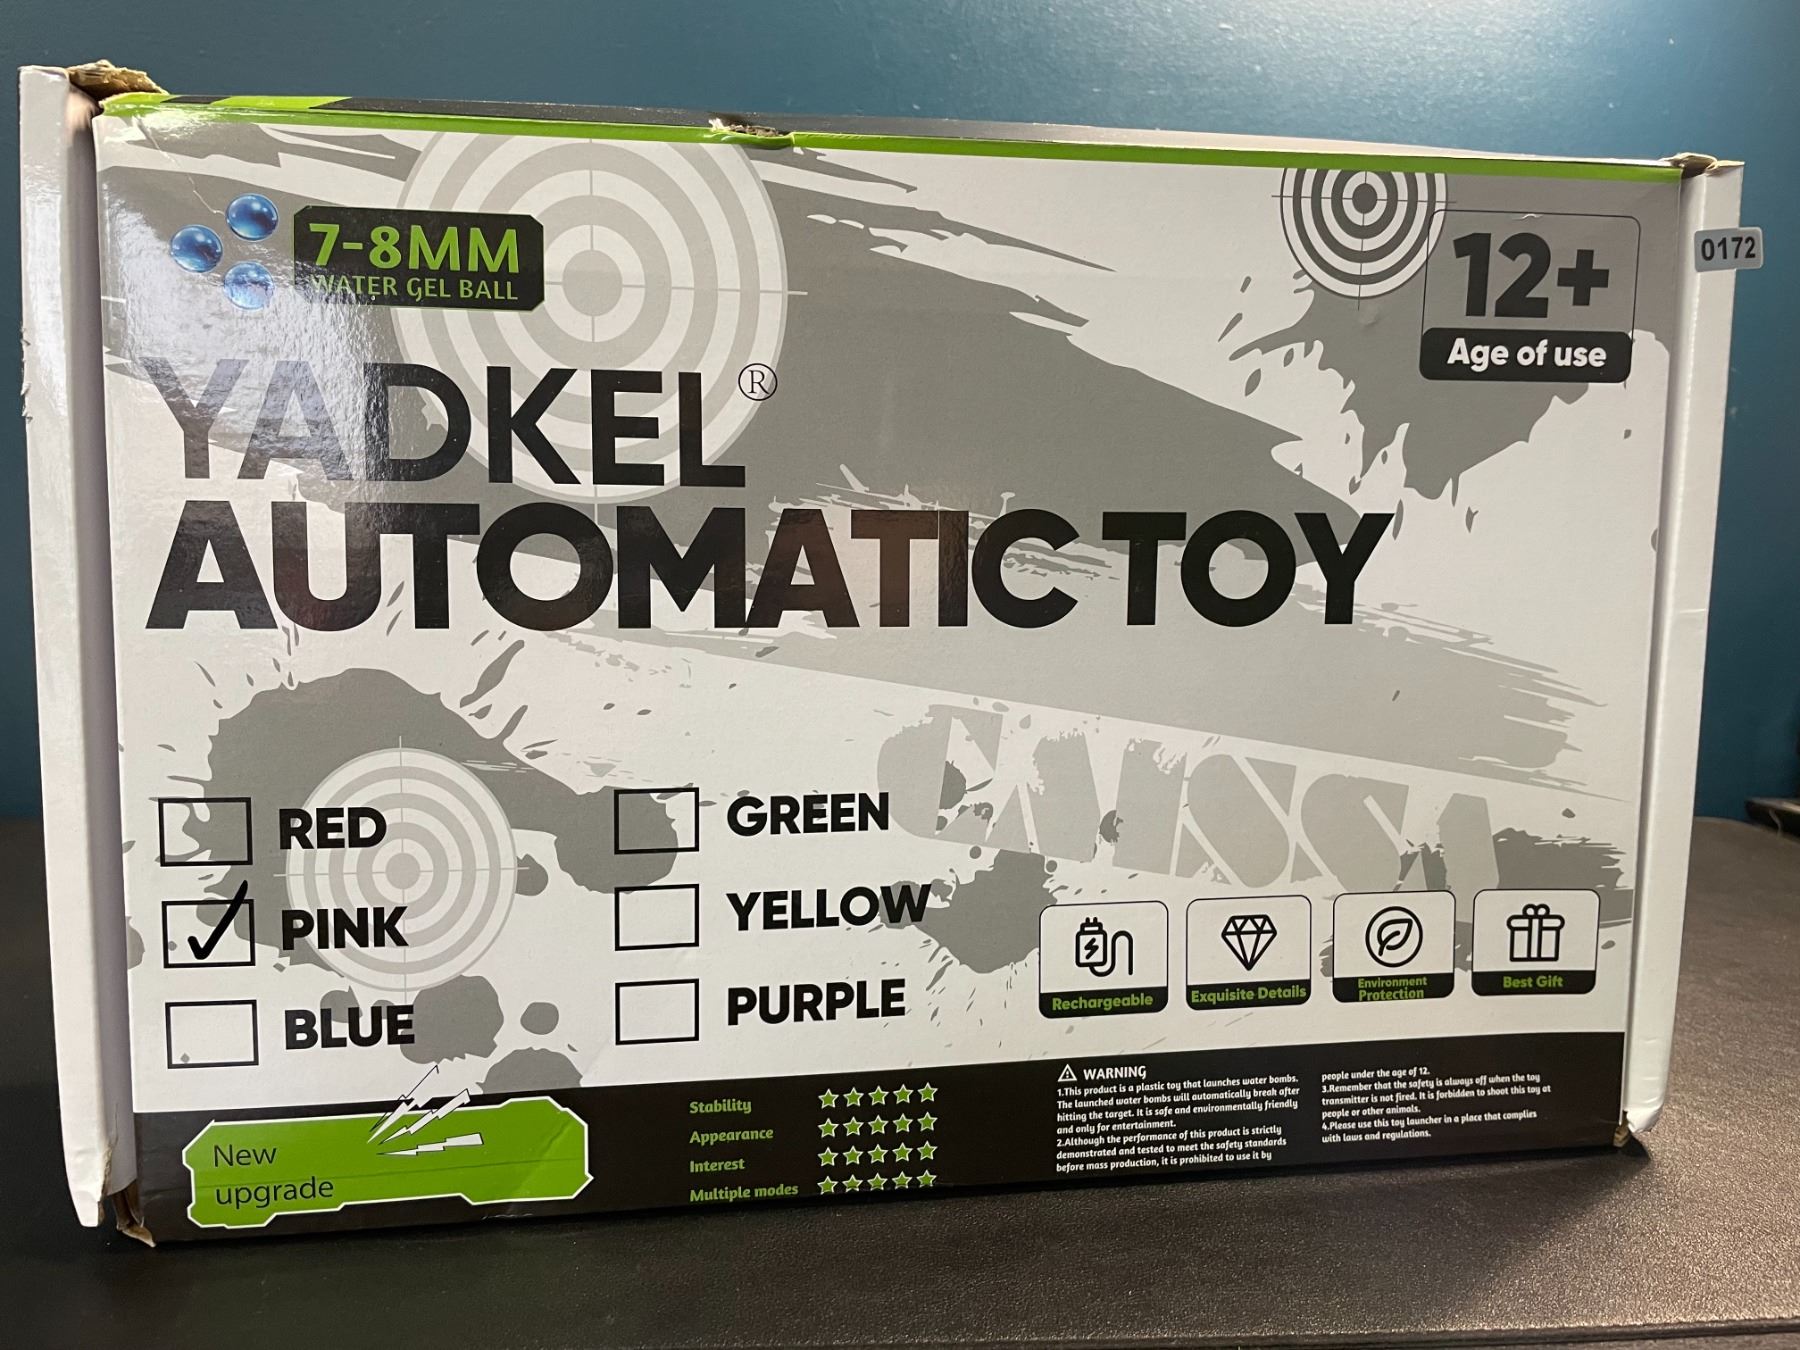 7-8MM
WATER GEL BALL
12+
Age of use
0172
YADKEL®
AUTOMATIC TOY
RED
PINK
BLUE
GREEN
YELLOW
PURPLE
Rechargeable
Exquisite Details
Environment
Protection
Best Gift
New
upgrade
Stability
Appearance
Interest
Multiple modes
WARNING
1.This product is a plastic toy that launches water bombs.
The launched water bombs will automatically break after
hitting the target. It is safe and environmentally friendly
and only for entertainment.
2.Although the performance of this product is strictly
demonstrated and tested to meet the safety standards
before mass production, it is prohibited to use it by
people under the age of 12.
3.Remember that the safety is always off when the toy
transmitter is not fired. It is forbidden to shoot this toy at
people or other animals.
4.Please use this toy launcher in a place that complies
with laws and regulations.